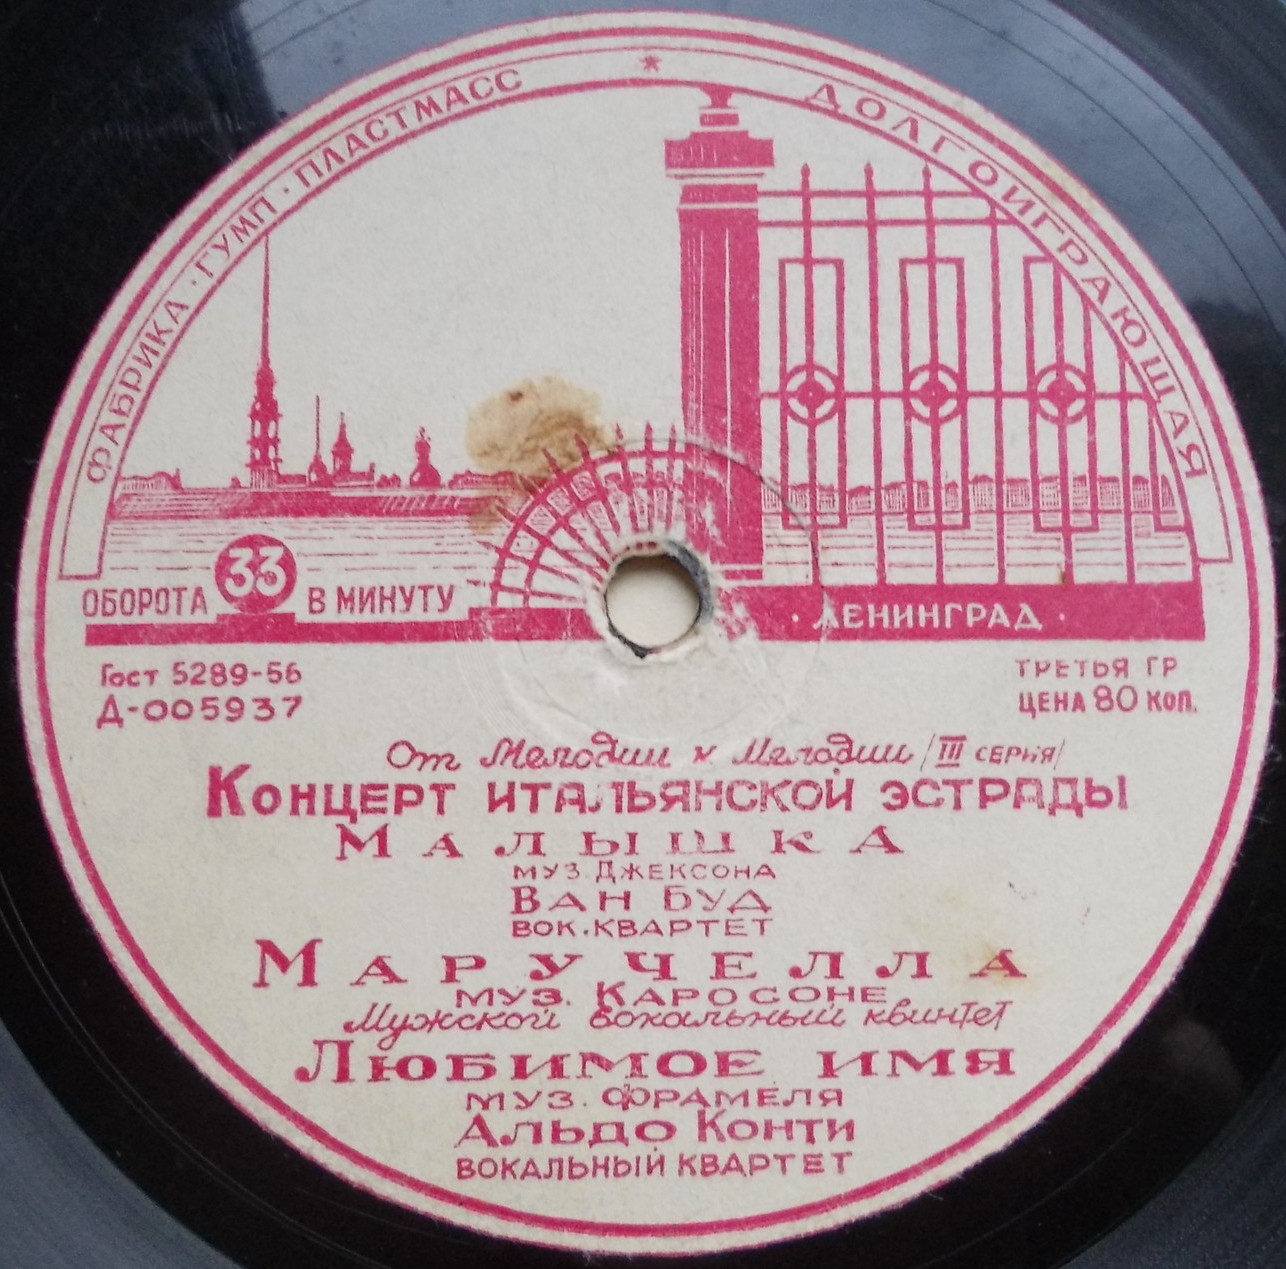 ФАБРИКА · ГУМП · ПЛАСТМАСС * ДОЛГОИГРАЮЩАЯ
33
ОБОРОТА В МИНУТУ
· ЛЕНИНГРАД ·
Гост 5289-56
Д-005937
ТРЕТЬЯ ГР
ЦЕНА 80 КОП.
От Мелодии к Мелодии /III СЕРИЯ/
КОНЦЕРТ ИТАЛЬЯНСКОЙ ЭСТРАДЫ
МАЛЫШКА
МУЗ. ДЖЕКСОНА
ВАН ВУД
ВОК. КВАРТЕТ
МАРУЧЕЛЛА
МУЗ. КАРОСОНЕ
Мужской вокальный квинтет
ЛЮБИМОЕ ИМЯ
МУЗ. ФРАМЕЛЯ
АЛЬДО КОНТИ
ВОКАЛЬНЫЙ КВАРТЕТ